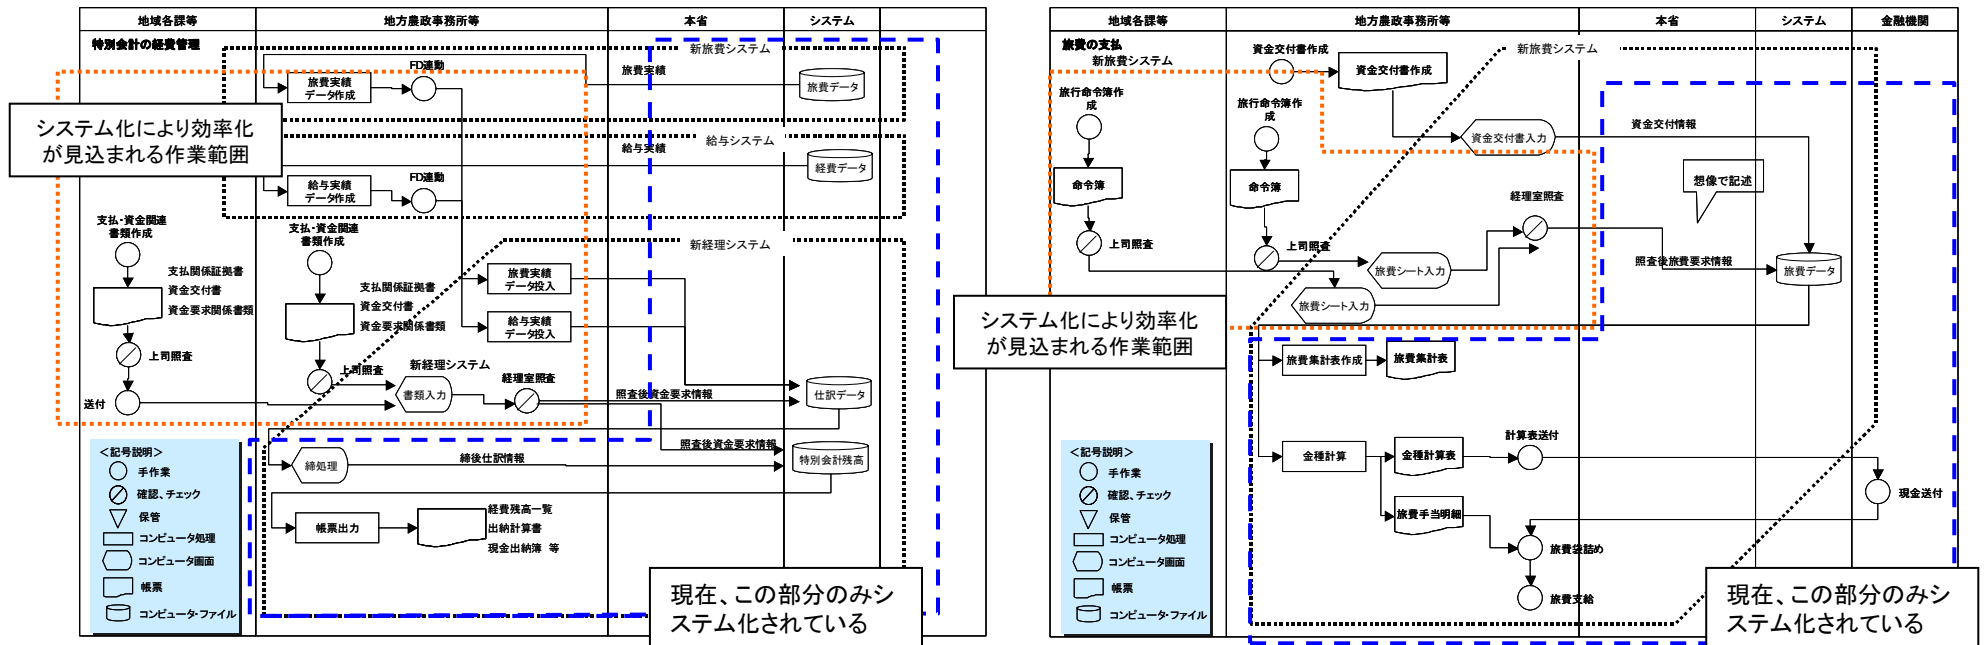 地域各課等
地方農政事務所等
本省
システム
特別会計の経費管理
新旅費システム
FD連動
旅費実績
旅費実績
データ作成
旅費データ
システム化により効率化
が見込まれる作業範囲
給与システム
給与実績
経費データ
FD連動
給与実績
データ作成
支払・資金関連
書類作成
支払・資金関連
書類作成
新経理システム
支払関係証拠書
資金交付書
資金要求関係書類
支払関係証拠書
資金交付書
資金要求関係書類
旅費実績
データ投入
給与実績
データ投入
上司照査
上司照査
新経理システム
書類入力
経理室照査
照査後資金要求情報
仕訳データ
送付
照査後資金要求情報
締処理
締後仕訳情報
特別会計残高
帳票出力
経費残高一覧
出納計算書
現金出納簿 等
<記号説明>
手作業
確認、チェック
保管
コンピュータ処理
コンピュータ画面
帳票
コンピュータ・ファイル
現在、この部分のみシ
ステム化されている
地域各課等
地方農政事務所等
本省
システム
金融機関
旅費の支払
新旅費システム
資金交付書作成
資金交付書作成
新旅費システム
旅行命令簿作
成
旅行命令簿作
成
資金交付書入力
資金交付情報
命令簿
命令簿
想像で記述
経理室照査
上司照査
上司照査
旅費シート入力
旅費シート入力
照査後旅費要求情報
旅費データ
システム化により効率化
が見込まれる作業範囲
旅費集計表作成
旅費集計表
計算表送付
金種計算
金種計算表
現金送付
旅費手当明細
旅費袋詰め
旅費支給
<記号説明>
手作業
確認、チェック
保管
コンピュータ処理
コンピュータ画面
帳票
コンピュータ・ファイル
現在、この部分のみシ
ステム化されている